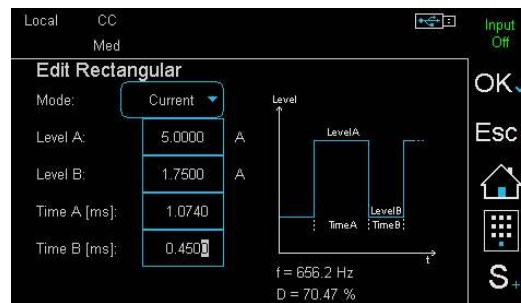 Local CC
Med
Input
Off
Edit Rectangular
Mode: Current
Level A: 5.0000 A
Level B: 1.7500 A
Time A [ms]: 1.0740
Time B [ms]: 0.4500
Level
LevelA
LevelB
TimeA TimeB
t
f = 656.2 Hz
D = 70.47 %
OK
Esc
S+